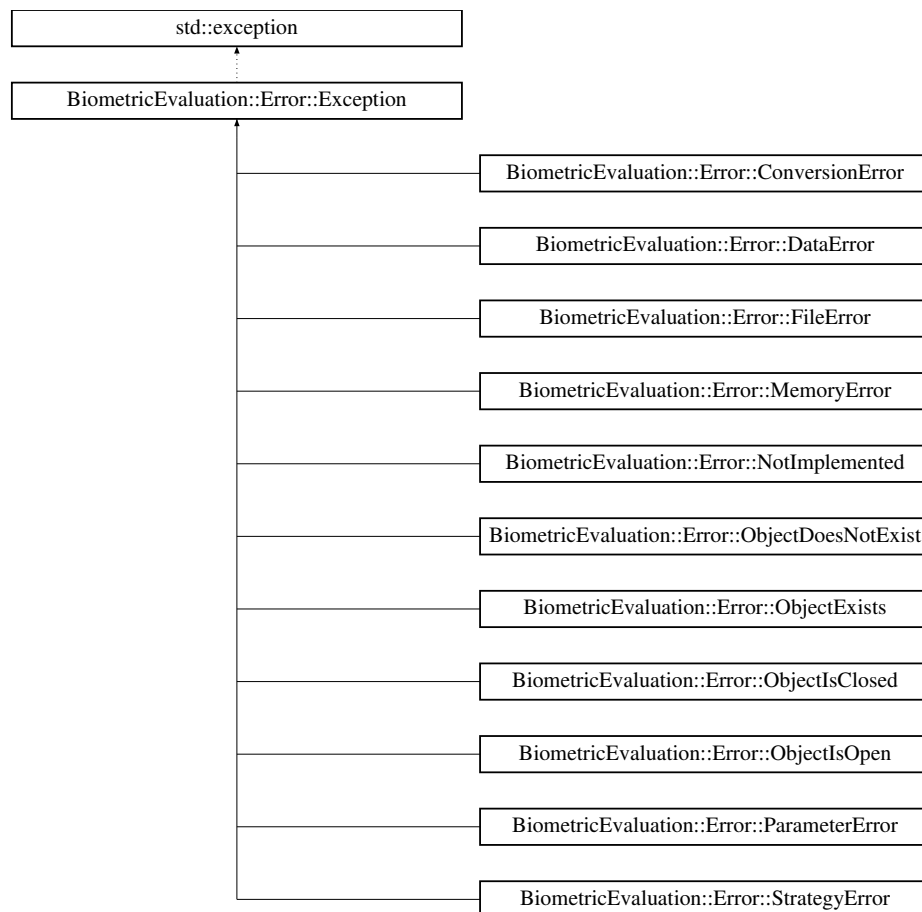 std::exception
BiometricEvaluation::Error::Exception
BiometricEvaluation::Error::ConversionError
BiometricEvaluation::Error::DataError
BiometricEvaluation::Error::FileError
BiometricEvaluation::Error::MemoryError
BiometricEvaluation::Error::NotImplemented
BiometricEvaluation::Error::ObjectDoesNotExist
BiometricEvaluation::Error::ObjectExists
BiometricEvaluation::Error::ObjectIsClosed
BiometricEvaluation::Error::ObjectIsOpen
BiometricEvaluation::Error::ParameterError
BiometricEvaluation::Error::StrategyError